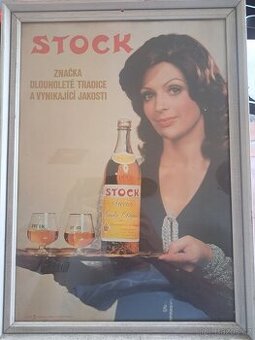 STOCK
ZNAČKA
DLOUHOLETÉ TRADICE
A VYNIKAJÍCÍ JAKOSTI
STOCK